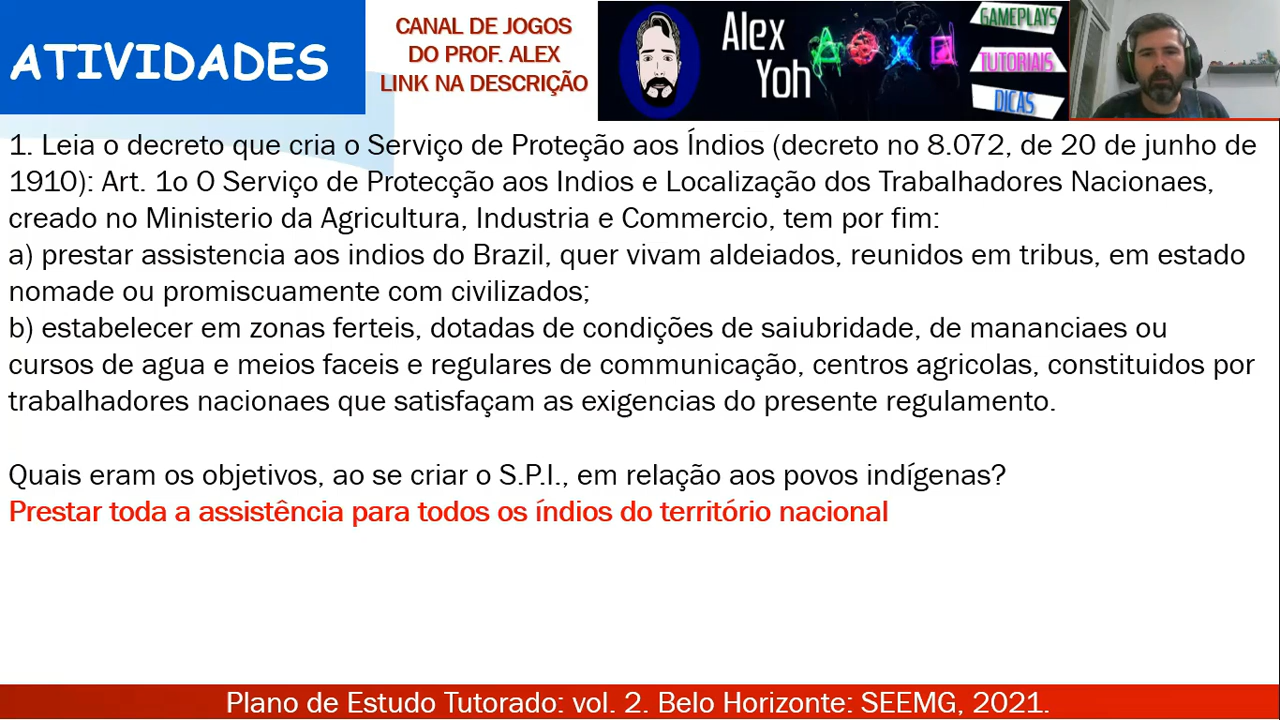 ATIVIDADES
CANAL DE JOGOS
DO PROF. ALEX
LINK NA DESCRIÇÃO
Alex
Yoh
GAMEPLAYS
TUTORIAIS
DICAS
1. Leia o decreto que cria o Serviço de Proteção aos Índios (decreto no 8.072, de 20 de junho de
1910): Art. 1o O Serviço de Protecção aos Indios e Localização dos Trabalhadores Nacionaes,
creado no Ministerio da Agricultura, Industria e Commercio, tem por fim:
a) prestar assistencia aos indios do Brazil, quer vivam aldeiados, reunidos em tribus, em estado
nomade ou promiscuamente com civilizados;
b) estabelecer em zonas ferteis, dotadas de condições de saiubridade, de mananciaes ou
cursos de agua e meios faceis e regulares de communicação, centros agricolas, constituidos por
trabalhadores nacionaes que satisfaçam as exigencias do presente regulamento.
Quais eram os objetivos, ao se criar o S.P.I., em relação aos povos indígenas?
Prestar toda a assistência para todos os índios do território nacional
Plano de Estudo Tutorado: vol. 2. Belo Horizonte: SEEMG, 2021.